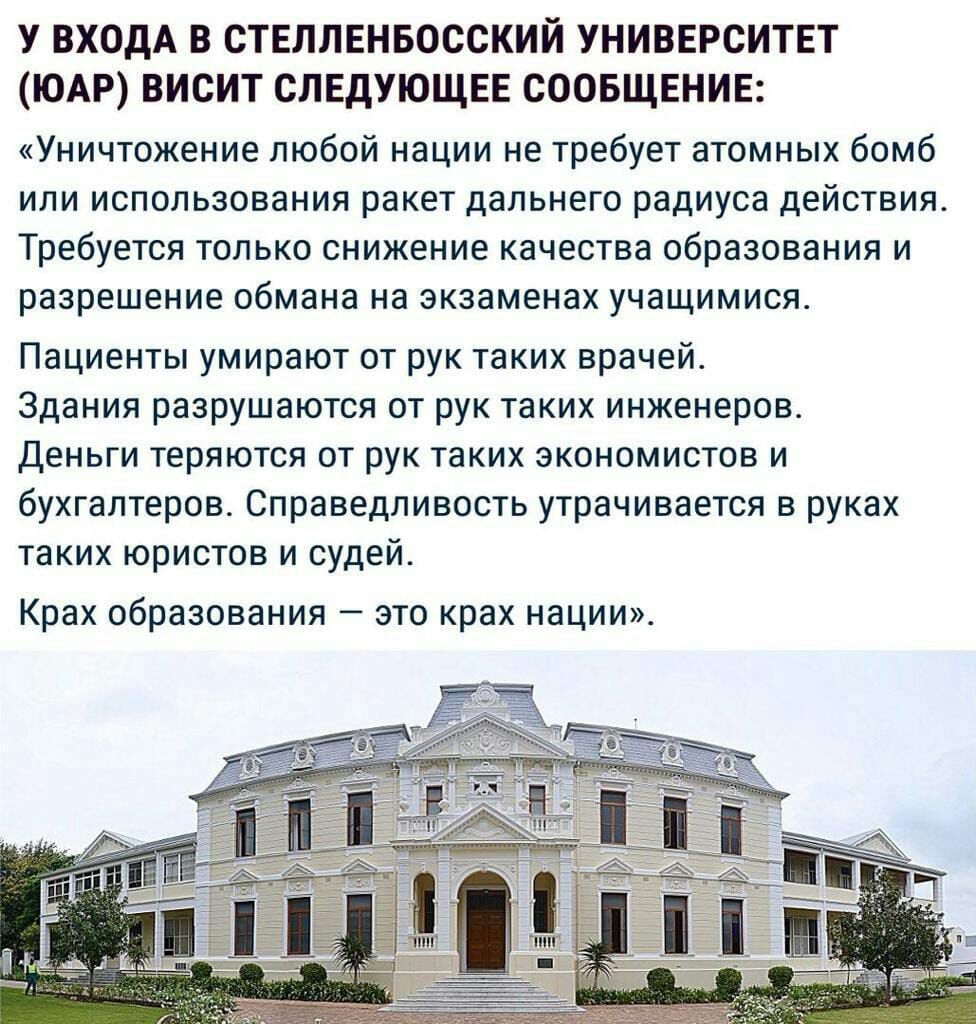 У ВХОДА В СТЕЛЛЕНБОССКИЙ УНИВЕРСИТЕТ
(ЮАР) ВИСИТ СЛЕДУЮЩЕЕ СООБЩЕНИЕ:
«Уничтожение любой нации не требует атомных бомб
или использования ракет дальнего радиуса действия.
Требуется только снижение качества образования и
разрешение обмана на экзаменах учащимися.
Пациенты умирают от рук таких врачей.
Здания разрушаются от рук таких инженеров.
Деньги теряются от рук таких экономистов и
бухгалтеров. Справедливость утрачивается в руках
таких юристов и судей.
Крах образования — это крах нации».